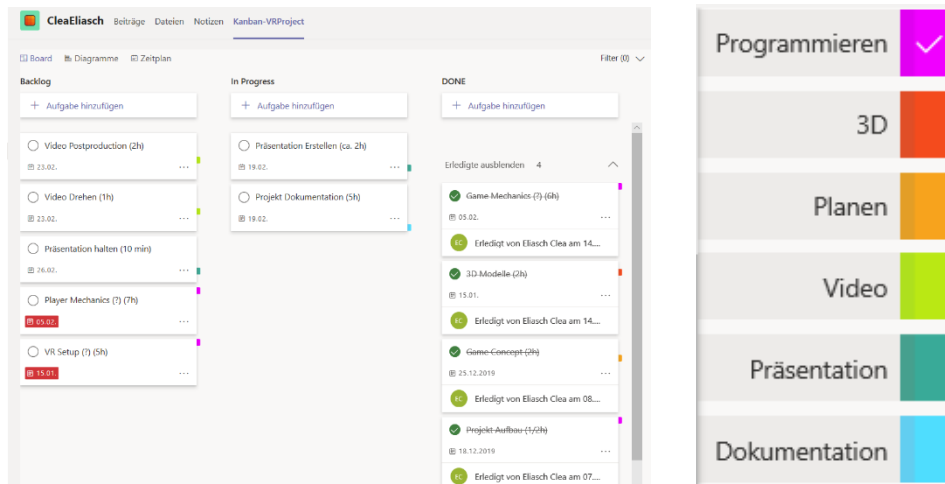 CleaEliasch Beiträge Dateien Notizen Kanban-VRProject
Board Diagramme Zeitplan Filter (0)
Backlog
+ Aufgabe hinzufügen
Video Postproduction (2h)
23.02. ...
Video Drehen (1h)
23.02. ...
Präsentation halten (10 min)
26.02. ...
Player Mechanics (?) (7h)
05.02. ...
VR Setup (?) (5h)
15.01. ...
In Progress
+ Aufgabe hinzufügen
Präsentation Erstellen (ca. 2h)
19.02. ...
Projekt Dokumentation (5h)
19.02. ...
DONE
+ Aufgabe hinzufügen
Erledigte ausblenden 4
Game Mechanics (?) (6h)
05.02. ...
EC Erledigt von Eliasch Clea am 14....
3D Modelle (2h)
15.01. ...
EC Erledigt von Eliasch Clea am 14....
Game Concept (2h)
25.12.2019 ...
EC Erledigt von Eliasch Clea am 08....
Projekt Aufbau (1/2h)
18.12.2019 ...
EC Erledigt von Eliasch Clea am 07....
Programmieren
3D
Planen
Video
Präsentation
Dokumentation